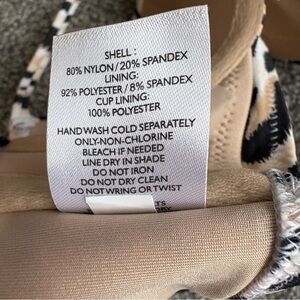 SHELL :
80% NYLON/20% SPANDEX
LINING:
92% POLYESTER/8% SPANDEX
CUP LINING:
100% POLYESTER
HAND WASH COLD SEPARATELY
ONLY-NON-CHLORINE
BLEACH IF NEEDED
LINE DRY IN SHADE
DO NOT IRON
DO NOT DRY CLEAN
DO NOT WRING OR TWIST